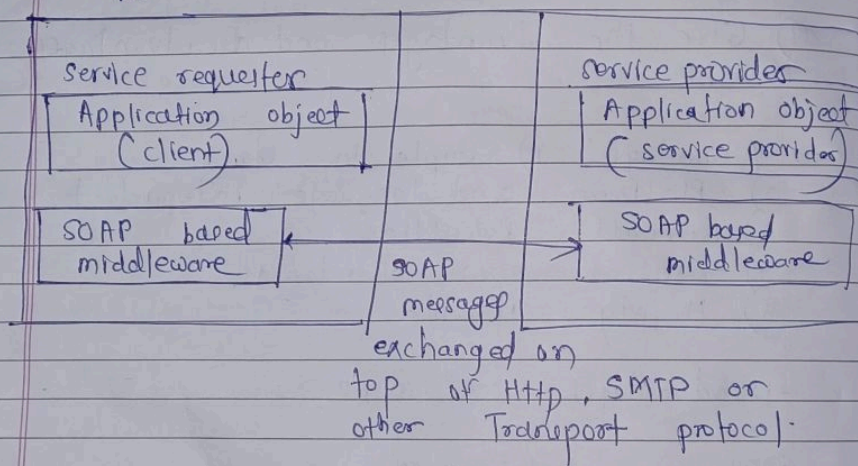 service requester
Application object
(client)
SOAP based
middleware
service provider
Application object
(service provider)
SOAP based
middleware
SOAP
messages
exchanged on
top of Http, SMTP or
other Transport protocol.